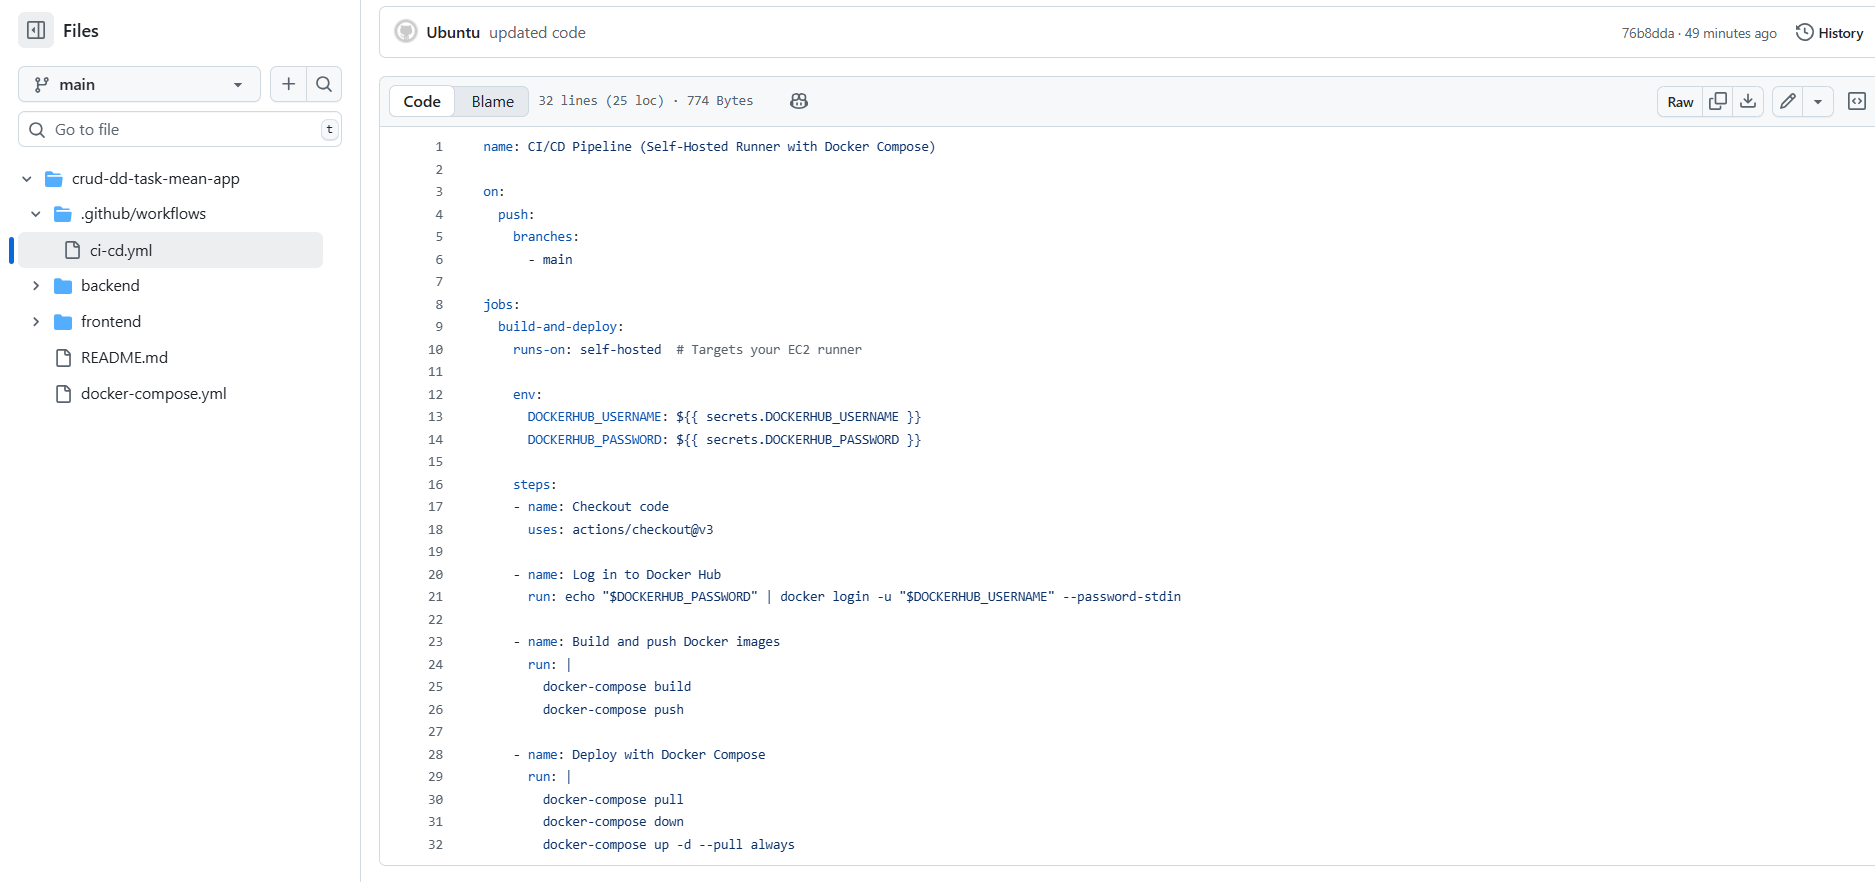 Files
main
Go to file
t
crud-dd-task-mean-app
.github/workflows
ci-cd.yml
backend
frontend
README.md
docker-compose.yml
Ubuntu updated code
76b8dda · 49 minutes ago
History
Code
Blame
32 lines (25 loc) · 774 Bytes
Raw
1 name: CI/CD Pipeline (Self-Hosted Runner with Docker Compose)
2
3 on:
4   push:
5     branches:
6       - main
7
8 jobs:
9   build-and-deploy:
10     runs-on: self-hosted  # Targets your EC2 runner
11
12     env:
13       DOCKERHUB_USERNAME: ${{ secrets.DOCKERHUB_USERNAME }}
14       DOCKERHUB_PASSWORD: ${{ secrets.DOCKERHUB_PASSWORD }}
15
16     steps:
17     - name: Checkout code
18       uses: actions/checkout@v3
19
20     - name: Log in to Docker Hub
21       run: echo "$DOCKERHUB_PASSWORD" | docker login -u "$DOCKERHUB_USERNAME" --password-stdin
22
23     - name: Build and push Docker images
24       run: |
25         docker-compose build
26         docker-compose push
27
28     - name: Deploy with Docker Compose
29       run: |
30         docker-compose pull
31         docker-compose down
32         docker-compose up -d --pull always